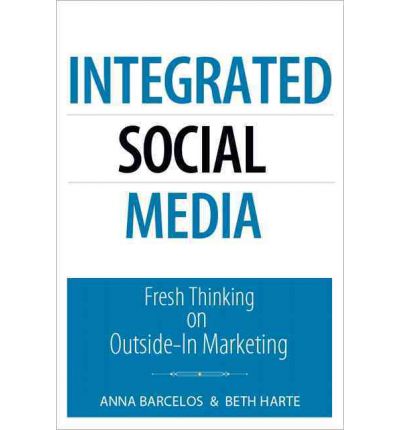 INTEGRATED
SOCIAL
MEDIA
Fresh Thinking
on
Outside-In Marketing
ANNA BARCELOS & BETH HARTE